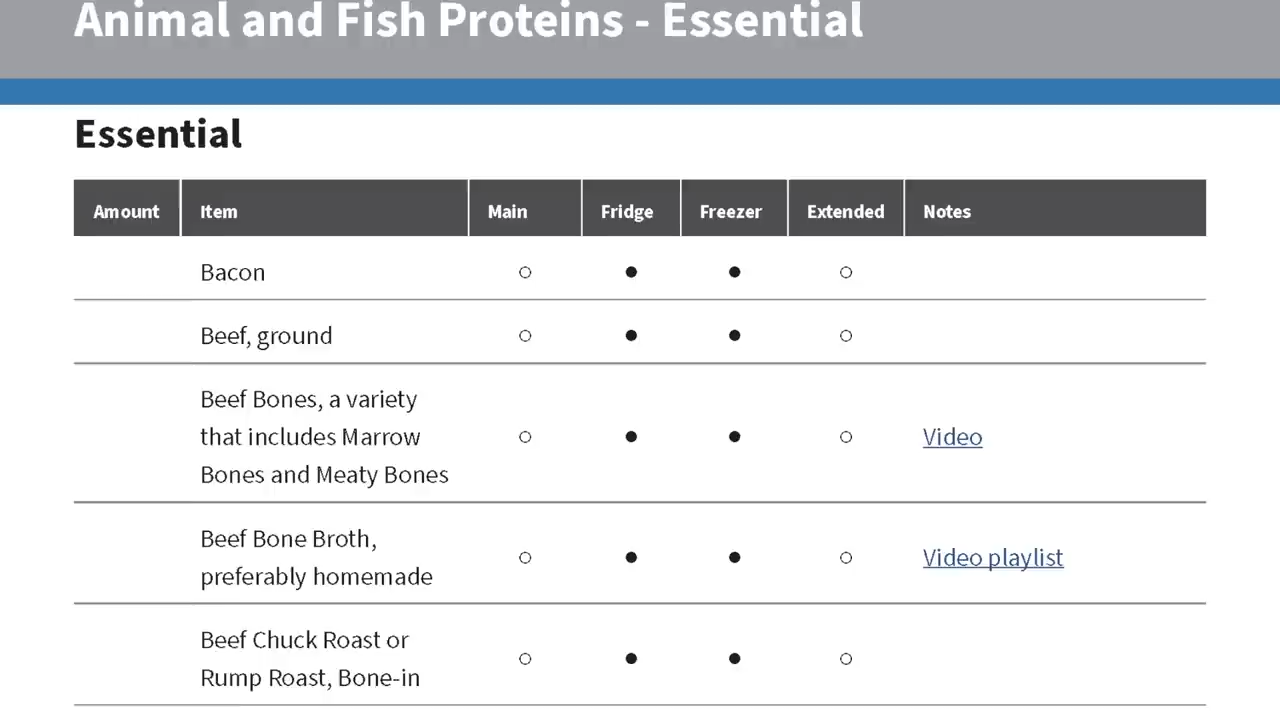 Animal and Fish Proteins - Essential
Essential
Amount Item Main Fridge Freezer Extended Notes
Bacon ○ ● ● ○
Beef, ground ○ ● ● ○
Beef Bones, a variety
that includes Marrow ○ ● ● ○ Video
Bones and Meaty Bones
Beef Bone Broth,
preferably homemade ○ ● ● ○ Video playlist
Beef Chuck Roast or
Rump Roast, Bone-in ○ ● ● ○